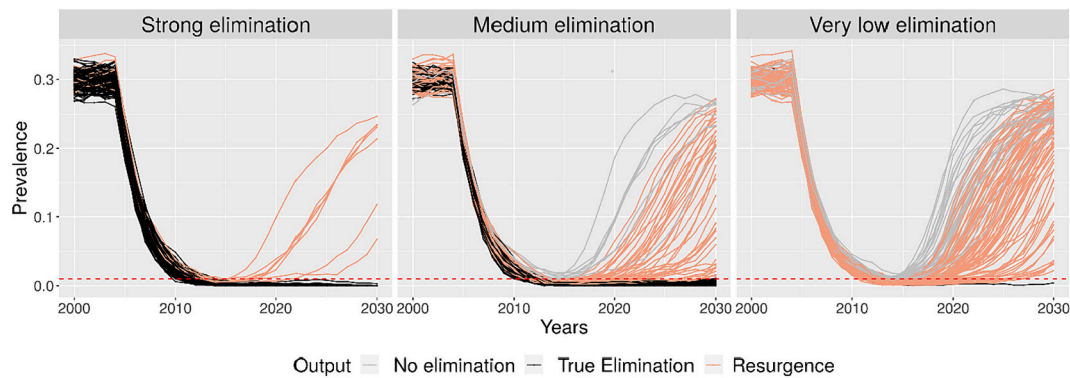 Strong elimination
Medium elimination
Very low elimination
Prevalence
0.3
0.2
0.1
0.0
2000 2010 2020 2030
2000 2010 2020 2030
2000 2010 2020 2030
Years
Output No elimination True Elimination Resurgence